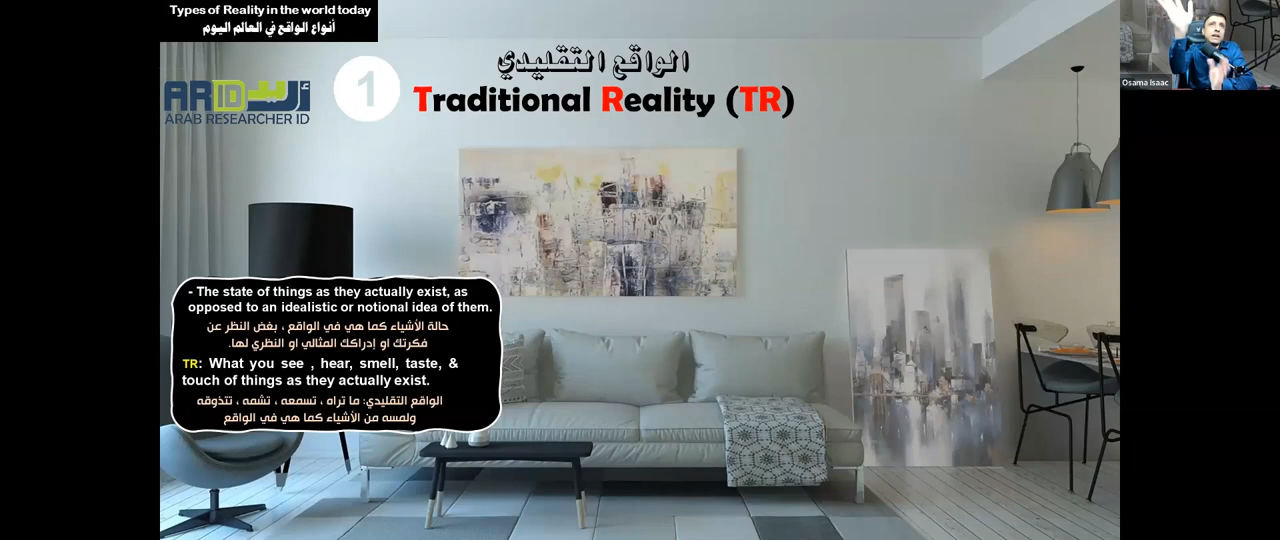 Types of Reality in the world today
أنواع الواقع في العالم اليوم
Osama Isaac
الواقع التقليدي
1
Traditional Reality (TR)
ARID أريد
ARAB RESEARCHER ID
- The state of things as they actually exist, as
opposed to an idealistic or notional idea of them.
حالة الأشياء كما هي في الواقع ، بغض النظر عن
فكرتك او إدراكك المثالي او النظري لها.
TR: What you see , hear, smell, taste, &
touch of things as they actually exist.
الواقع التقليدي: ما تراه ، تسمعه ، تشمه ، تتذوقه
ولمسه من الأشياء كما هي في الواقع